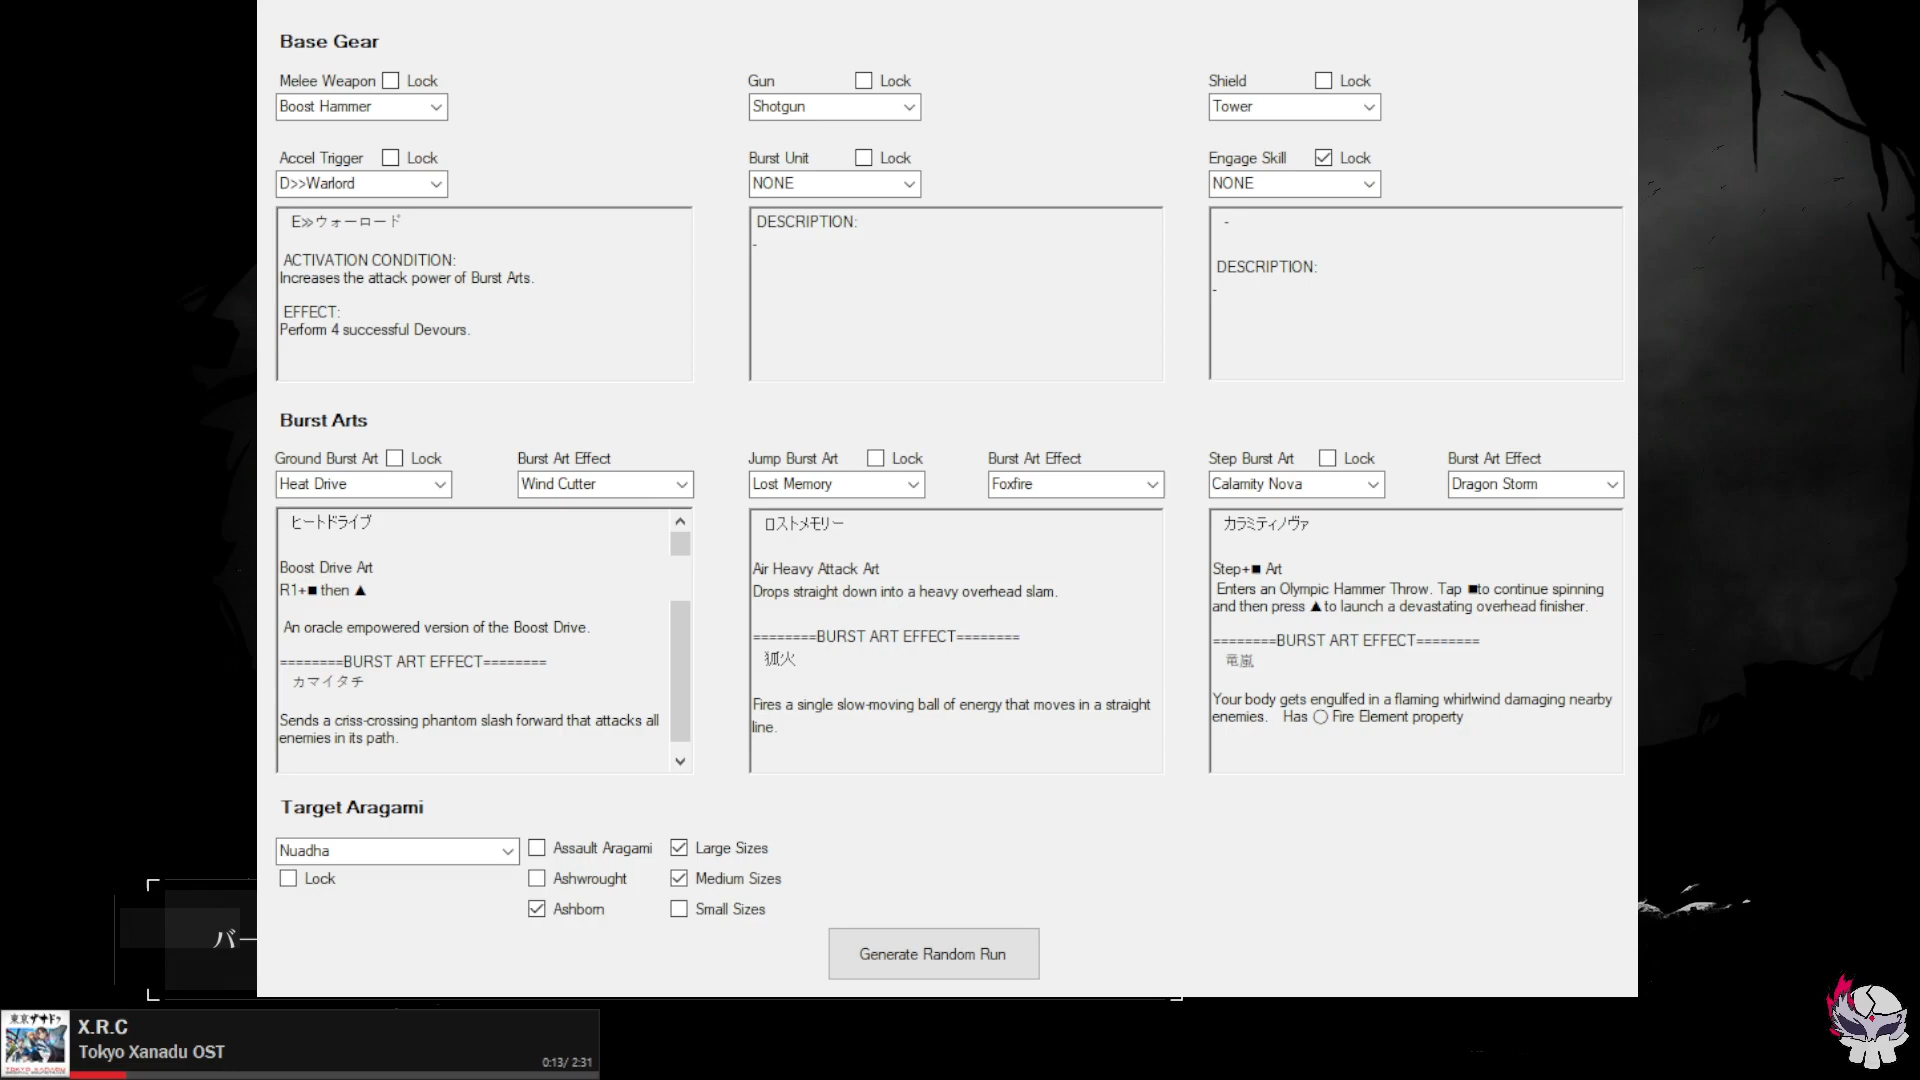 Base Gear
Melee Weapon Lock
Boost Hammer
Gun Lock
Shotgun
Shield Lock
Tower
Accel Trigger Lock
D>>Warlord
Burst Unit Lock
NONE
Engage Skill Lock
NONE
E≫ウォーロード
ACTIVATION CONDITION:
Increases the attack power of Burst Arts.
EFFECT:
Perform 4 successful Devours.
DESCRIPTION:
-
-
DESCRIPTION:
-
Burst Arts
Ground Burst Art Lock
Heat Drive
Burst Art Effect
Wind Cutter
Jump Burst Art Lock
Lost Memory
Burst Art Effect
Foxfire
Step Burst Art Lock
Calamity Nova
Burst Art Effect
Dragon Storm
ヒートドライブ
Boost Drive Art
R1+■ then ▲
An oracle empowered version of the Boost Drive.
========BURST ART EFFECT========
カマイタチ
Sends a criss-crossing phantom slash forward that attacks all
enemies in its path.
ロストメモリー
Air Heavy Attack Art
Drops straight down into a heavy overhead slam.
========BURST ART EFFECT========
狐火
Fires a single slow-moving ball of energy that moves in a straight
line.
カラミティノヴァ
Step+■ Art
Enters an Olympic Hammer Throw. Tap ■to continue spinning
and then press ▲to launch a devastating overhead finisher.
========BURST ART EFFECT========
竜嵐
Your body gets engulfed in a flaming whirlwind damaging nearby
enemies. Has ◯ Fire Element property
Target Aragami
Nuadha
Lock
Assault Aragami
Ashwrought
Ashborn
Large Sizes
Medium Sizes
Small Sizes
Generate Random Run
バー
東京ザナドゥ
X.R.C
Tokyo Xanadu OST
0:13/ 2:31